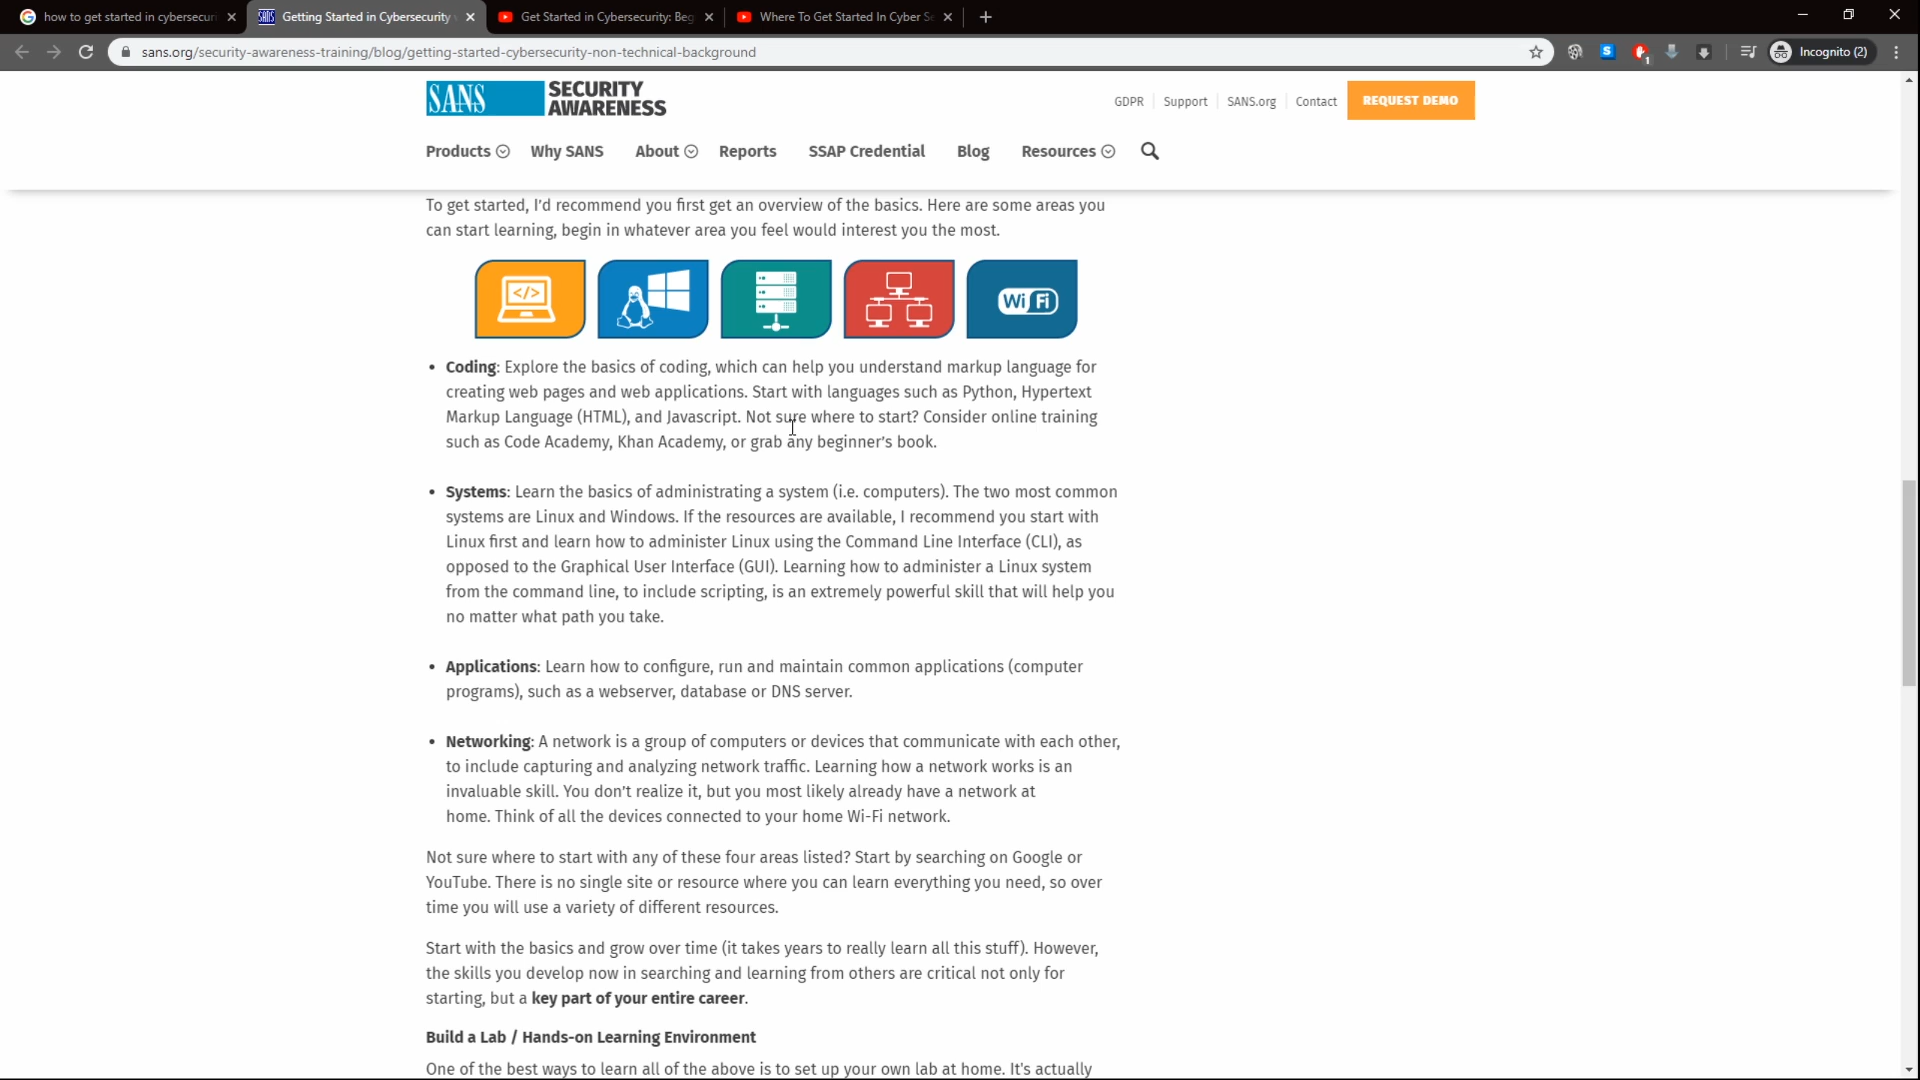 how to get started in cybersecuri
Getting Started in Cybersecurity
Get Started in Cybersecurity: Beg
Where To Get Started In Cyber Se
sans.org/security-awareness-training/blog/getting-started-cybersecurity-non-technical-background
S
1
Incognito (2)
SANS SECURITY
AWARENESS
GDPR Support SANS.org Contact REQUEST DEMO
Products Why SANS About Reports SSAP Credential Blog Resources
To get started, I'd recommend you first get an overview of the basics. Here are some areas you
can start learning, begin in whatever area you feel would interest you the most.
</>
Wi Fi
• Coding: Explore the basics of coding, which can help you understand markup language for
creating web pages and web applications. Start with languages such as Python, Hypertext
Markup Language (HTML), and Javascript. Not sure where to start? Consider online training
such as Code Academy, Khan Academy, or grab any beginner's book.
• Systems: Learn the basics of administrating a system (i.e. computers). The two most common
systems are Linux and Windows. If the resources are available, I recommend you start with
Linux first and learn how to administer Linux using the Command Line Interface (CLI), as
opposed to the Graphical User Interface (GUI). Learning how to administer a Linux system
from the command line, to include scripting, is an extremely powerful skill that will help you
no matter what path you take.
• Applications: Learn how to configure, run and maintain common applications (computer
programs), such as a webserver, database or DNS server.
• Networking: A network is a group of computers or devices that communicate with each other,
to include capturing and analyzing network traffic. Learning how a network works is an
invaluable skill. You don't realize it, but you most likely already have a network at
home. Think of all the devices connected to your home Wi-Fi network.
Not sure where to start with any of these four areas listed? Start by searching on Google or
YouTube. There is no single site or resource where you can learn everything you need, so over
time you will use a variety of different resources.
Start with the basics and grow over time (it takes years to really learn all this stuff). However,
the skills you develop now in searching and learning from others are critical not only for
starting, but a key part of your entire career.
Build a Lab / Hands-on Learning Environment
One of the best ways to learn all of the above is to set up your own lab at home. It's actually